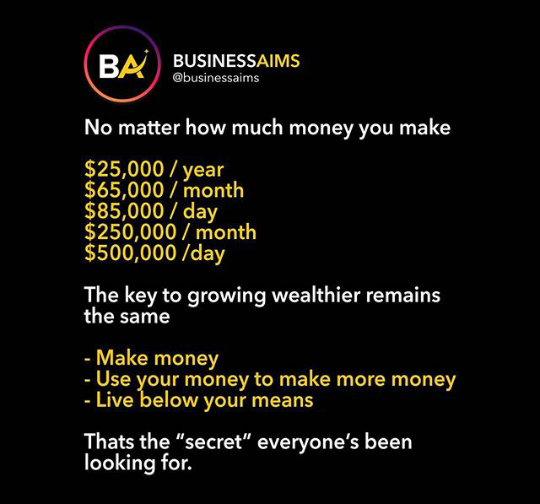 BA
BUSINESSAIMS
@businessaims
No matter how much money you make
$25,000 / year
$65,000 / month
$85,000 / day
$250,000 / month
$500,000 /day
The key to growing wealthier remains
the same
- Make money
- Use your money to make more money
- Live below your means
Thats the “secret” everyone’s been
looking for.